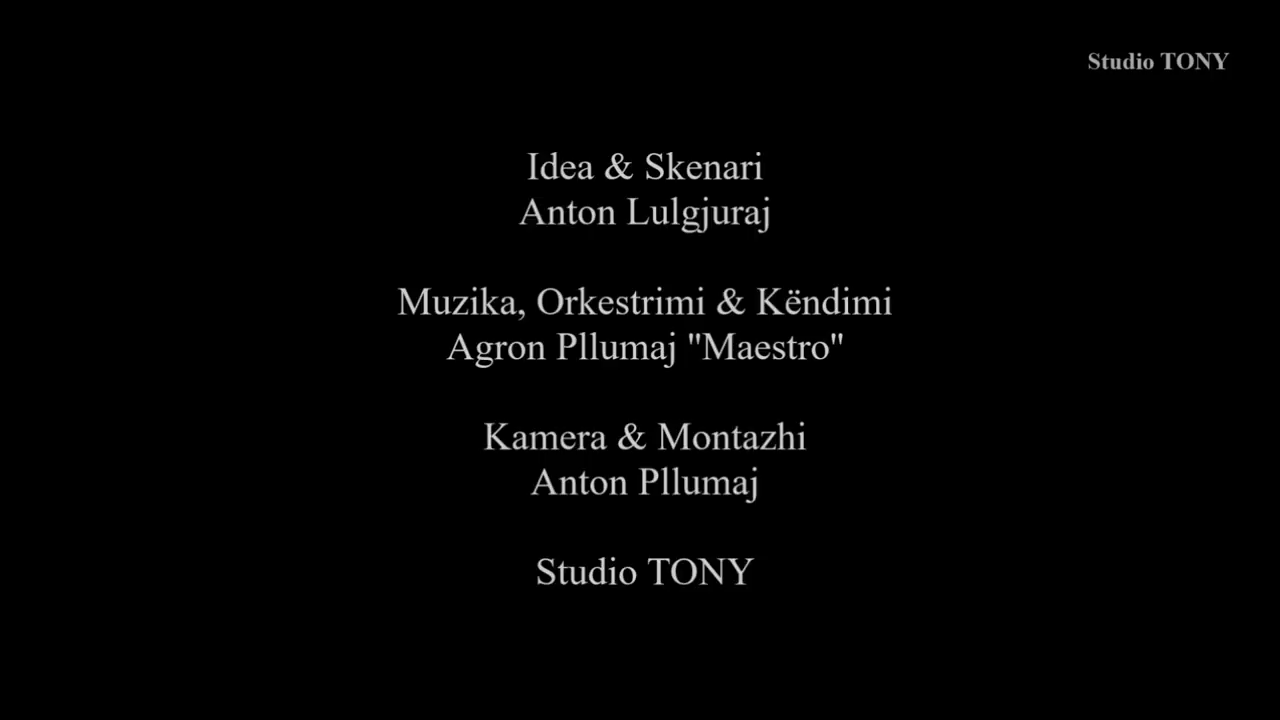 Studio TONY
Idea & Skenari
Anton Lulgjuraj
Muzika, Orkestrimi & Këndimi
Agron Pllumaj "Maestro"
Kamera & Montazhi
Anton Pllumaj
Studio TONY